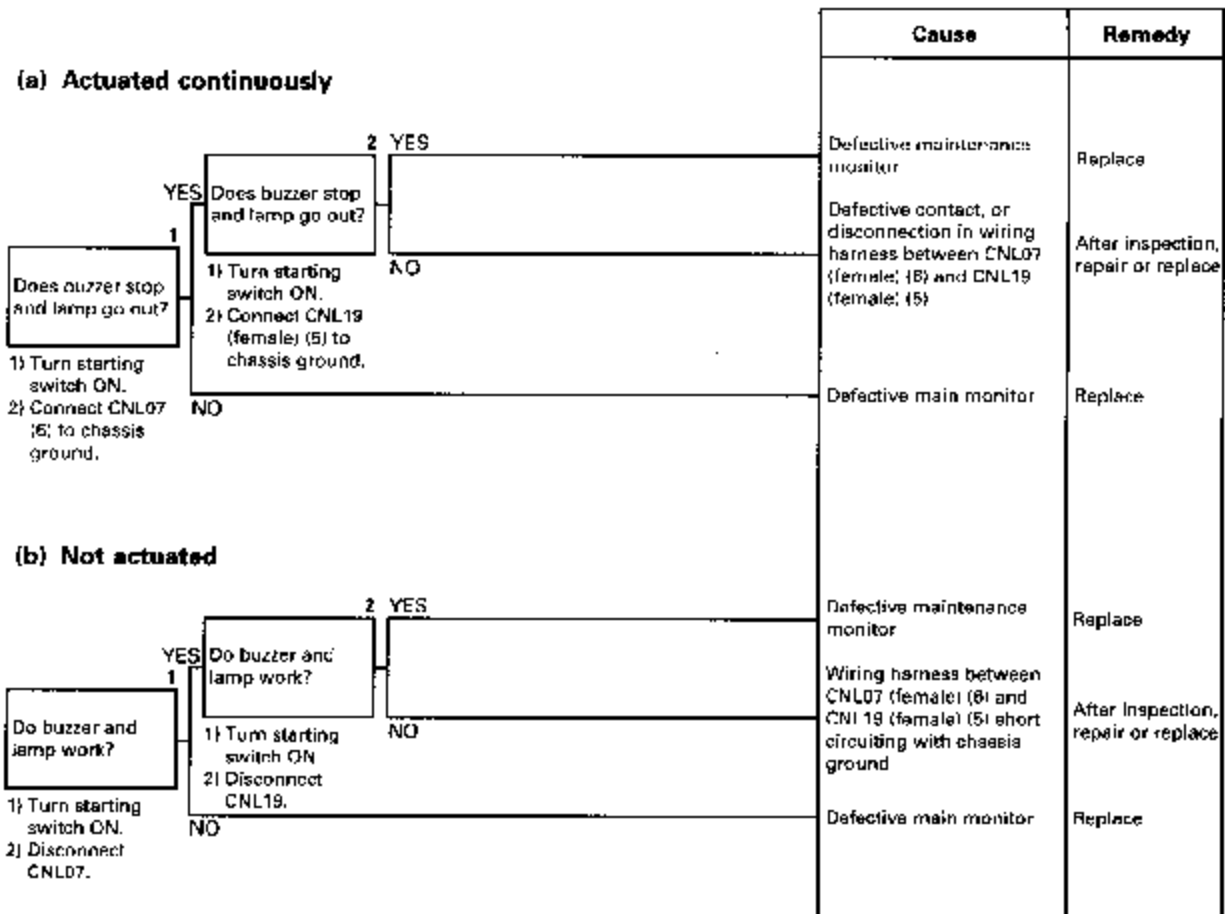 Cause
Remedy
(a) Actuated continuously
2 YES
Defective maintenance
monitor
Replace
YES
Does buzzer stop
and lamp go out?
1
Defective contact, or
disconnection in wiring
harness between CNL07
(female) (6) and CNL19
(female) (5)
After inspection,
repair or replace
NO
1) Turn starting
switch ON.
2) Connect CNL19
(female) (5) to
chassis ground.
Does buzzer stop
and lamp go out?
1) Turn starting
switch ON.
2) Connect CNL07
(6) to chassis
ground.
NO
Defective main monitor
Replace
(b) Not actuated
2 YES
Defective maintenance
monitor
Replace
YES
Do buzzer and
lamp work?
1
Wiring harness between
CNL07 (female) (6) and
CNL19 (female) (5) short
circuiting with chassis
ground
After Inspection,
repair or replace
NO
1) Turn starting
switch ON
2) Disconnect
CNL19.
Do buzzer and
lamp work?
1) Turn starting
switch ON.
2) Disconnect
CNL07.
NO
Defective main monitor
Replace